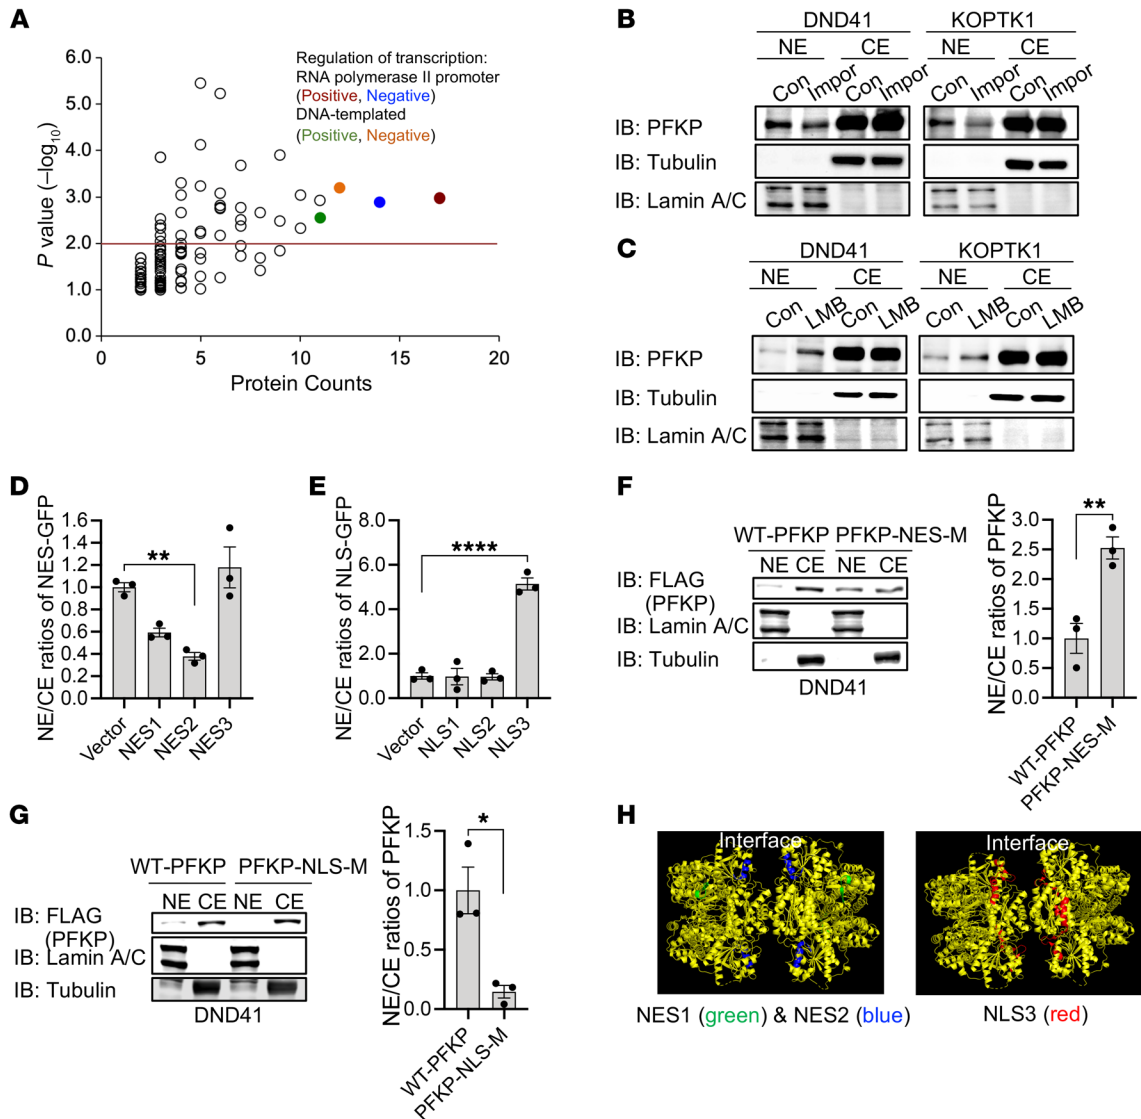 A
6.0
5.0
4.0
3.0
2.0
1.0
0.0
P value (–log10)
0
5
10
15
20
Protein Counts
Regulation of transcription:
RNA polymerase II promoter
(Positive, Negative)
DNA-templated
(Positive, Negative)
B
DND41
KOPTK1
NE
CE
NE
CE
Con
Impor
Con
Impor
Con
Impor
Con
Impor
IB: PFKP
IB: Tubulin
IB: Lamin A/C
C
DND41
KOPTK1
NE
CE
NE
CE
Con
LMB
Con
LMB
Con
LMB
Con
LMB
IB: PFKP
IB: Tubulin
IB: Lamin A/C
D
NE/CE ratios of NES-GFP
1.6
1.4
1.2
1.0
0.8
0.6
0.4
0.2
0.0
**
Vector
NES1
NES2
NES3
E
NE/CE ratios of NLS-GFP
8.0
6.0
4.0
2.0
0.0
****
Vector
NLS1
NLS2
NLS3
F
WT-PFKP
PFKP-NES-M
NE
CE
NE
CE
IB: FLAG
(PFKP)
IB: Lamin A/C
IB: Tubulin
DND41
NE/CE ratios of PFKP
3.0
2.5
2.0
1.5
1.0
0.5
0.0
**
WT-PFKP
PFKP-NES-M
G
WT-PFKP
PFKP-NLS-M
NE
CE
NE
CE
IB: FLAG
(PFKP)
IB: Lamin A/C
IB: Tubulin
DND41
NE/CE ratios of PFKP
1.5
1.0
0.5
0.0
*
WT-PFKP
PFKP-NLS-M
H
Interface
Interface
NES1 (green) & NES2 (blue)
NLS3 (red)